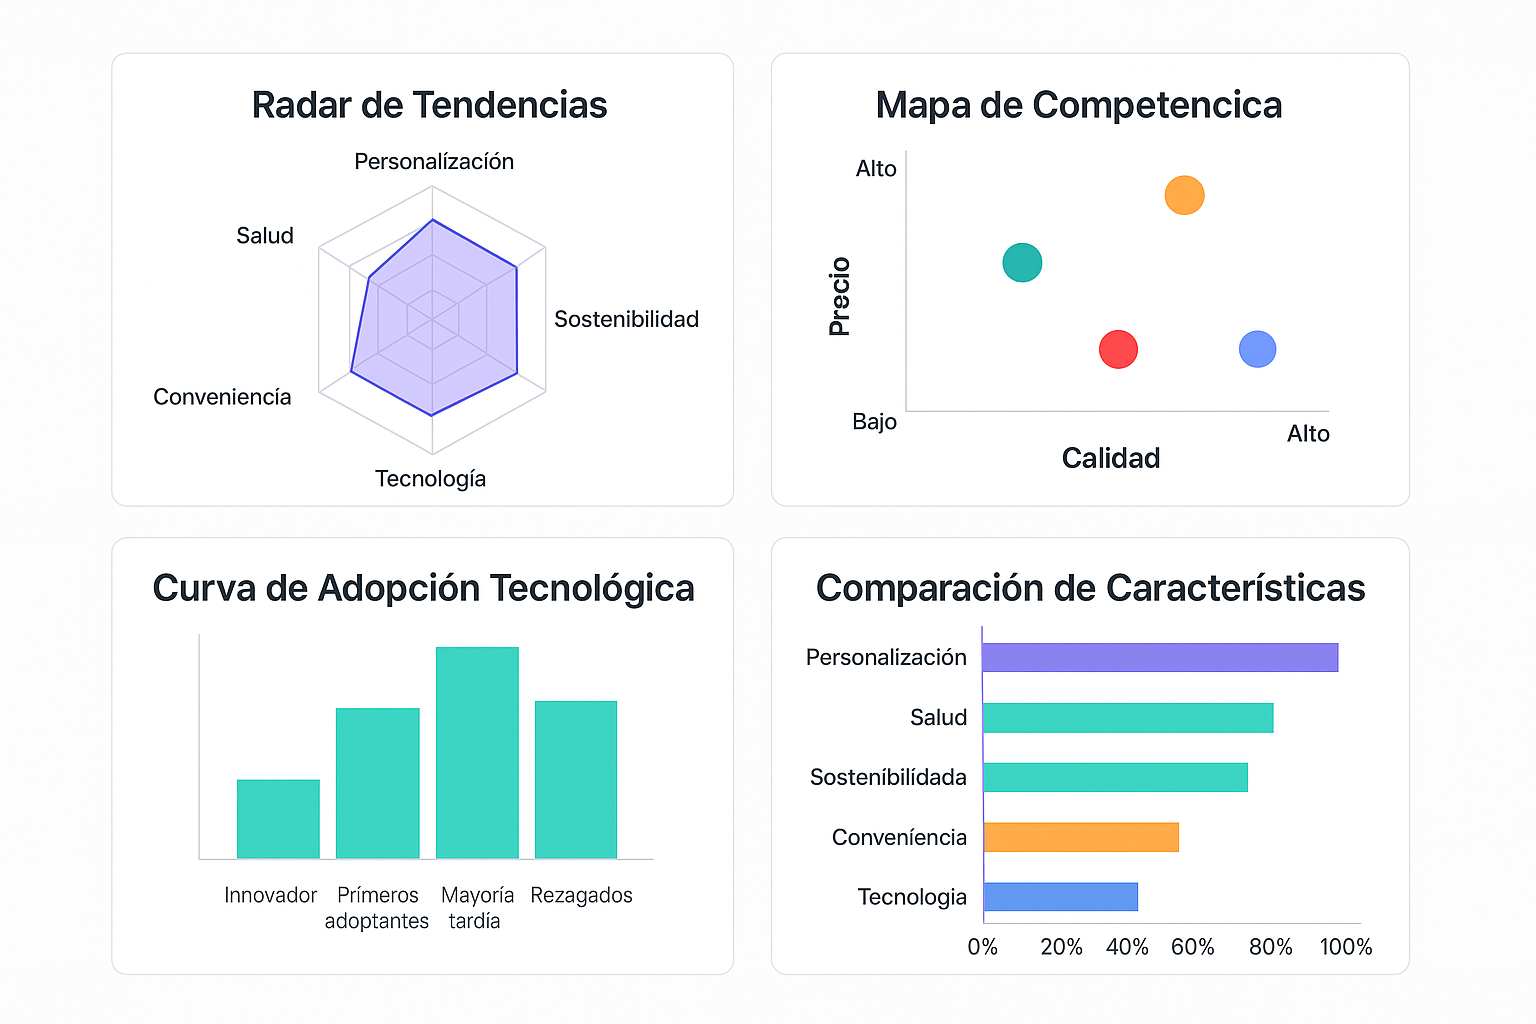 Radar de Tendencias
Personalízacíón
Salud
Sostenibilidad
Conveniencía
Tecnología
Mapa de Competencica
Alto
Precio
Bajo
Alto
Calidad
Curva de Adopción Tecnológica
Innovador
Prímeros
adoptantes
Mayoría
tardía
Rezagados
Comparación de Características
Personalización
Salud
Sosteníbilídada
Conveníencia
Tecnologia
0% 20% 40% 60% 80% 100%